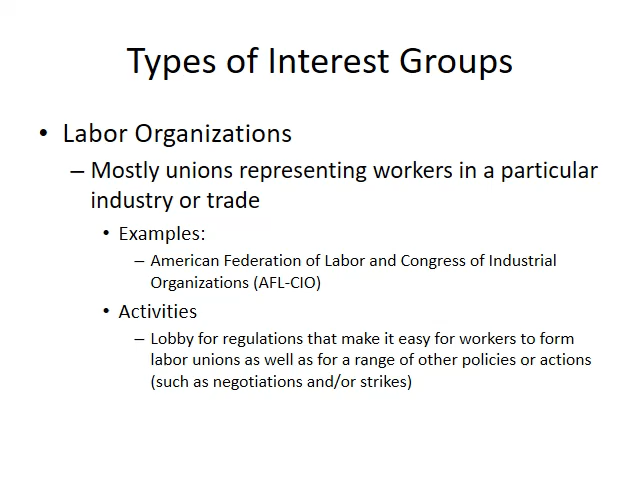 Types of Interest Groups
• Labor Organizations
– Mostly unions representing workers in a particular
industry or trade
• Examples:
– American Federation of Labor and Congress of Industrial
Organizations (AFL-CIO)
• Activities
– Lobby for regulations that make it easy for workers to form
labor unions as well as for a range of other policies or actions
(such as negotiations and/or strikes)